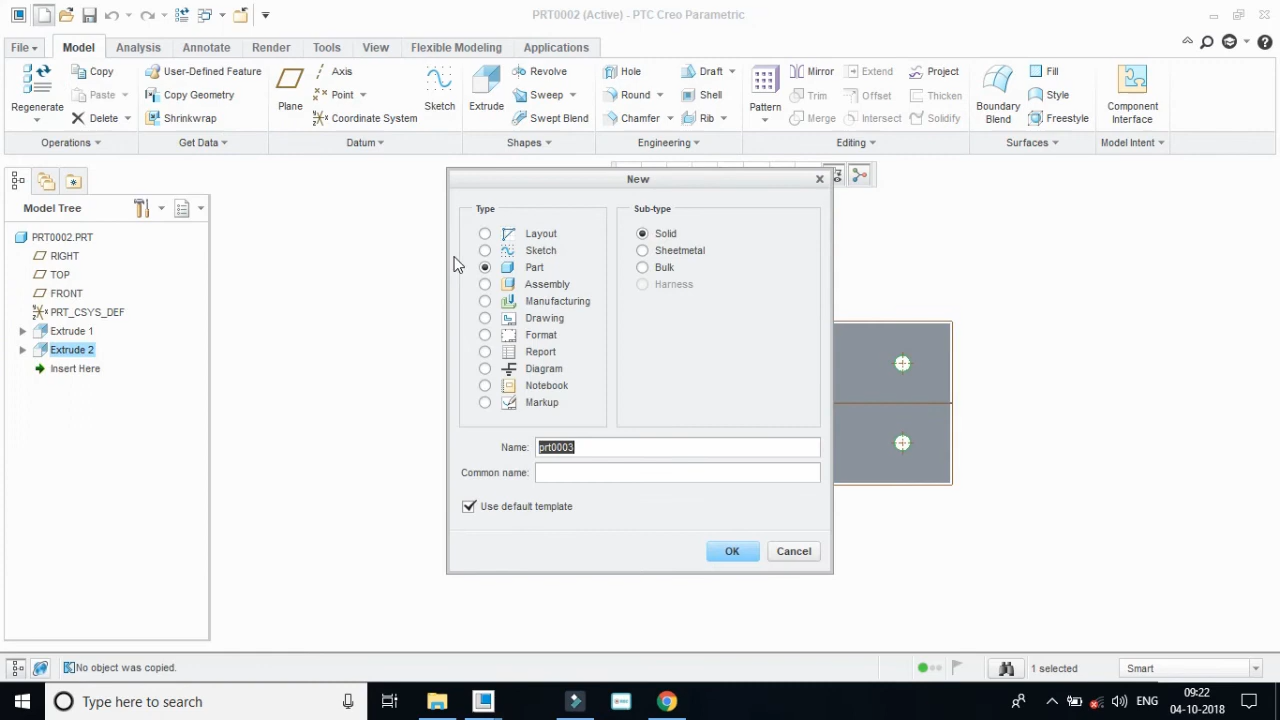 PRT0002 (Active) - PTC Creo Parametric
File Model Analysis Annotate Render Tools View Flexible Modeling Applications
Regenerate
Copy
Paste
Delete
User-Defined Feature
Copy Geometry
Shrinkwrap
Plane
Axis
Point
Coordinate System
Sketch
Extrude
Revolve
Sweep
Swept Blend
Hole
Round
Chamfer
Draft
Shell
Rib
Pattern
Mirror
Trim
Merge
Extend
Offset
Intersect
Project
Thicken
Solidify
Boundary
Blend
Fill
Style
Freestyle
Component
Interface
Operations Get Data Datum Shapes Engineering Editing Surfaces Model Intent
Model Tree
PRT0002.PRT
RIGHT
TOP
FRONT
PRT_CSYS_DEF
Extrude 1
Extrude 2
Insert Here
New
Type
Layout
Sketch
Part
Assembly
Manufacturing
Drawing
Format
Report
Diagram
Notebook
Markup
Sub-type
Solid
Sheetmetal
Bulk
Harness
Name: prt0003
Common name:
Use default template
OK Cancel
No object was copied.
1 selected
Smart
Type here to search
ENG
09:22
04-10-2018